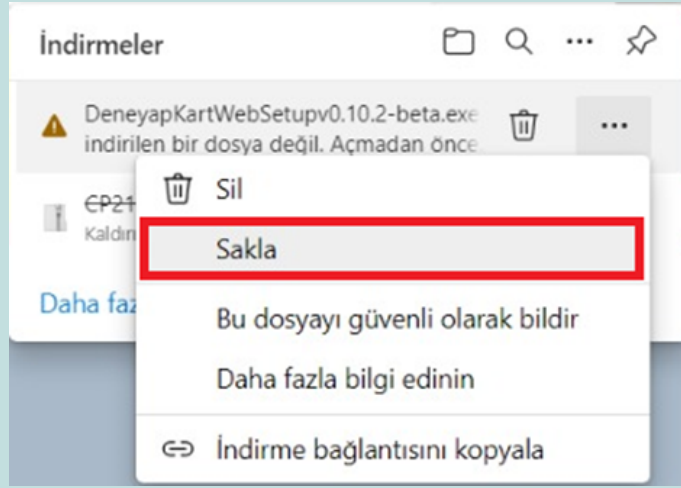 İndirmeler
DeneyapKartWebSetupv0.10.2-beta.exe
indirilen bir dosya değil. Açmadan önce
Sil
CP21
Sakla
Bu dosyayı güvenli olarak bildir
Daha fazla bilgi edinin
İndirme bağlantısını kopyala